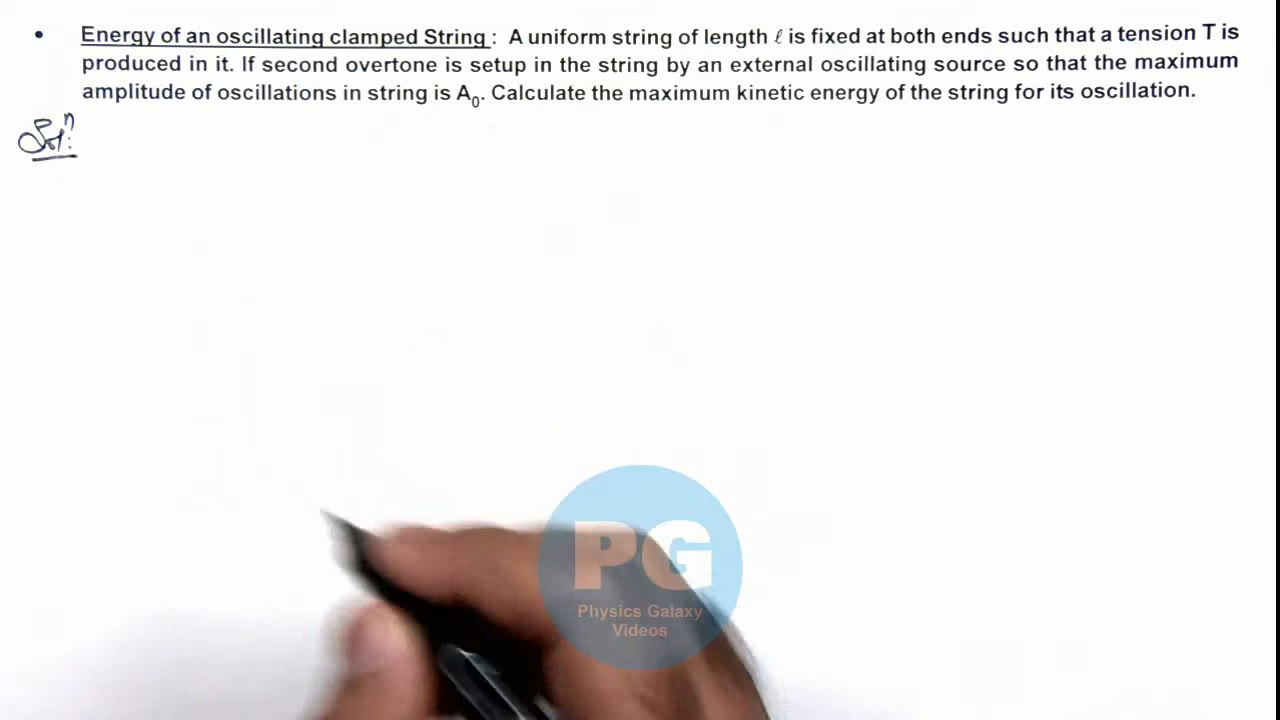 • Energy of an oscillating clamped String : A uniform string of length ℓ is fixed at both ends such that a tension T is
produced in it. If second overtone is setup in the string by an external oscillating source so that the maximum
amplitude of oscillations in string is A₀. Calculate the maximum kinetic energy of the string for its oscillation.
Solⁿ:
PG
Physics Galaxy
Videos